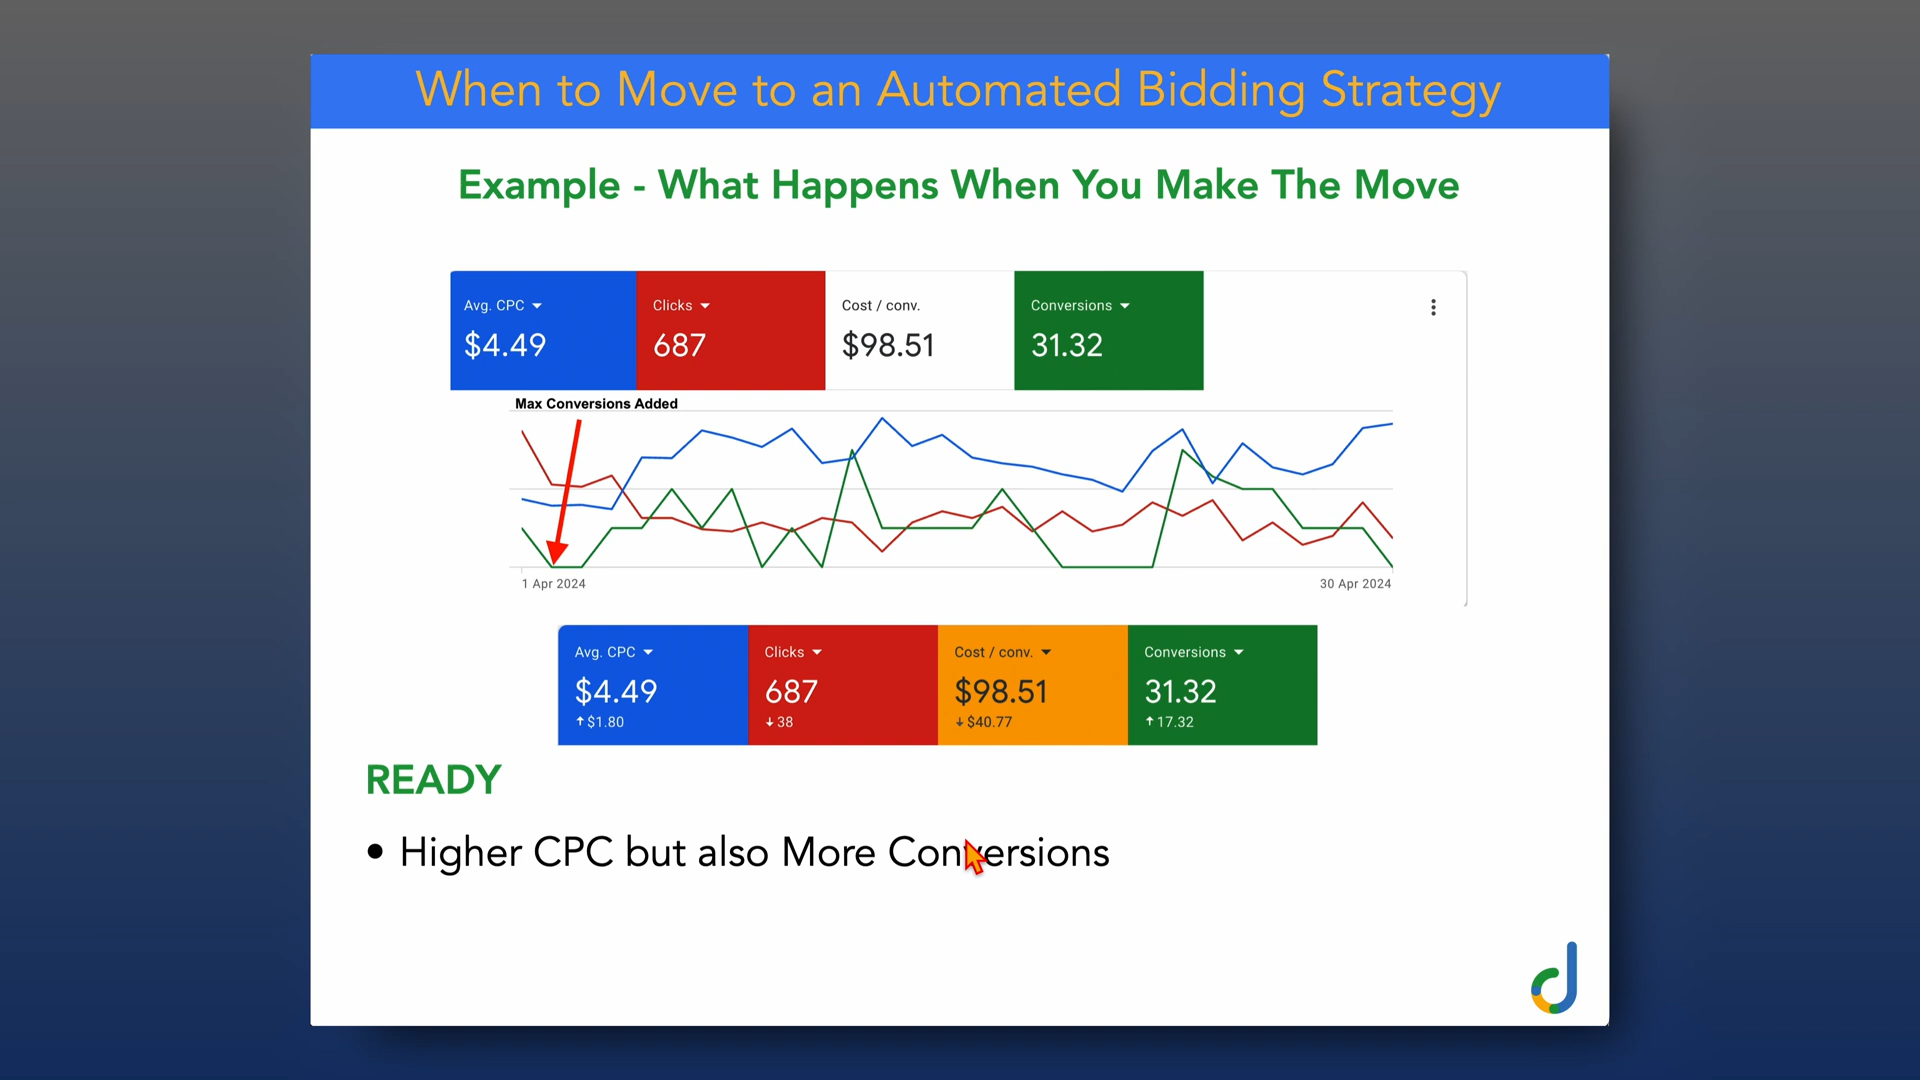 When to Move to an Automated Bidding Strategy
Example - What Happens When You Make The Move
Avg. CPC Clicks Cost / conv. Conversions
$4.49 687 $98.51 31.32
Max Conversions Added
1 Apr 2024 30 Apr 2024
Avg. CPC Clicks Cost / conv. Conversions
$4.49 687 $98.51 31.32
↑ $1.80 ↓ 38 ↓ $40.77 ↑ 17.32
READY
• Higher CPC but also More Conversions